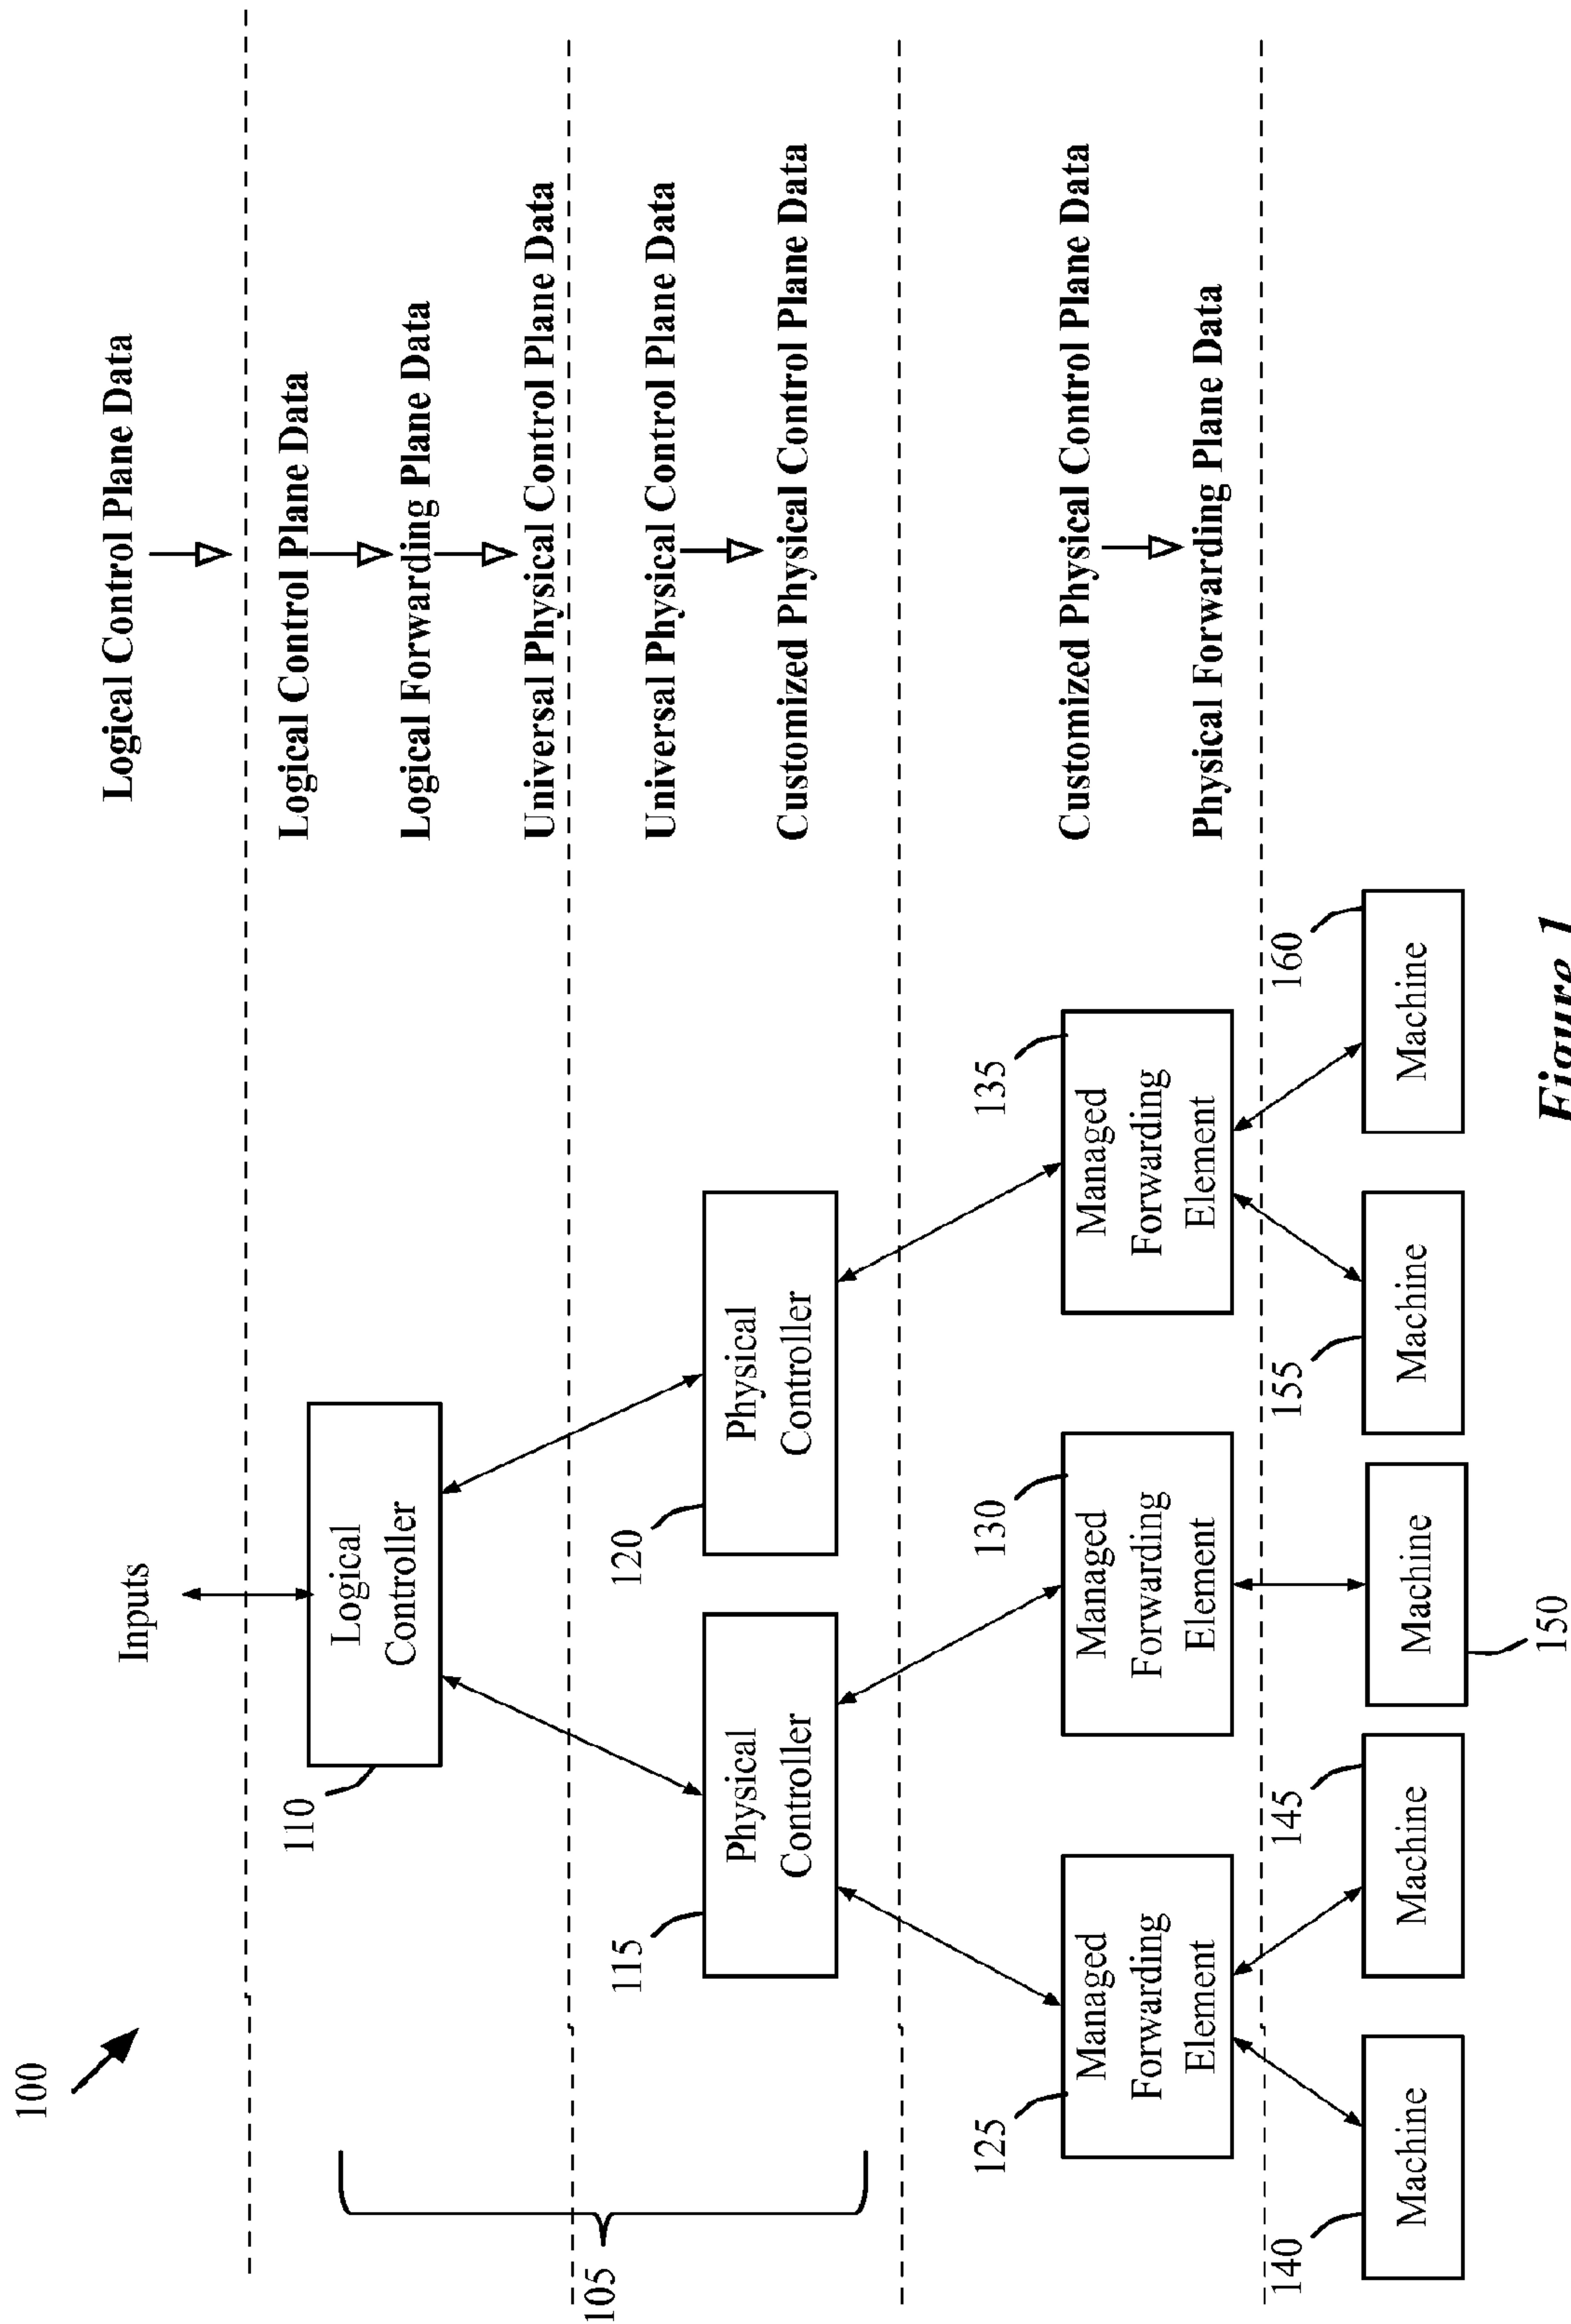 100
Inputs
Logical Control Plane Data
110
Logical
Controller
Logical Control Plane Data
Logical Forwarding Plane Data
Universal Physical Control Plane Data
105
115
Physical
Controller
120
Physical
Controller
Universal Physical Control Plane Data
Customized Physical Control Plane Data
125
Managed
Forwarding
Element
130
Managed
Forwarding
Element
135
Managed
Forwarding
Element
Customized Physical Control Plane Data
Physical Forwarding Plane Data
140
Machine
145
Machine
150
Machine
155
Machine
160
Machine
Figure 1